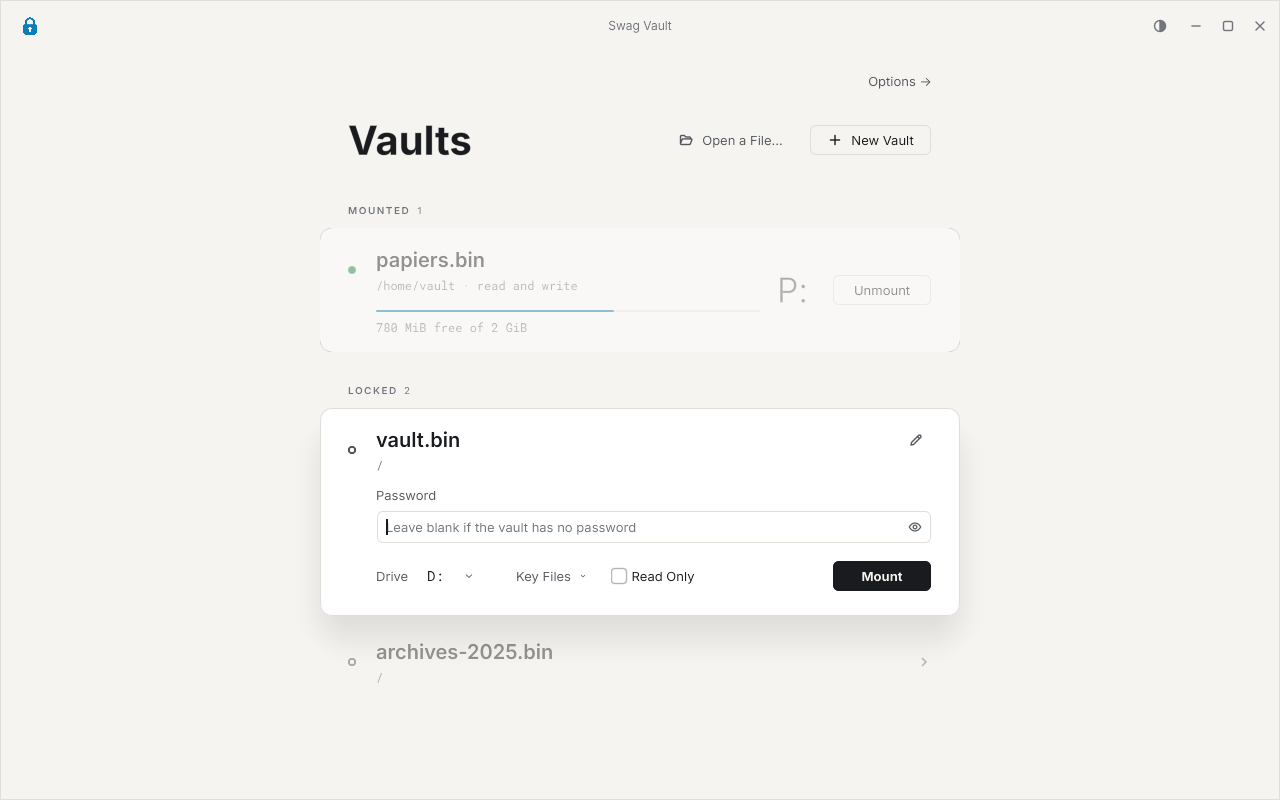 Swag Vault
Options →
Vaults
Open a File...
New Vault
MOUNTED 1
papiers.bin
/home/vault · read and write
P:
Unmount
780 MiB free of 2 GiB
LOCKED 2
vault.bin
/
Password
Leave blank if the vault has no password
Drive D: Key Files Read Only Mount
archives-2025.bin
/